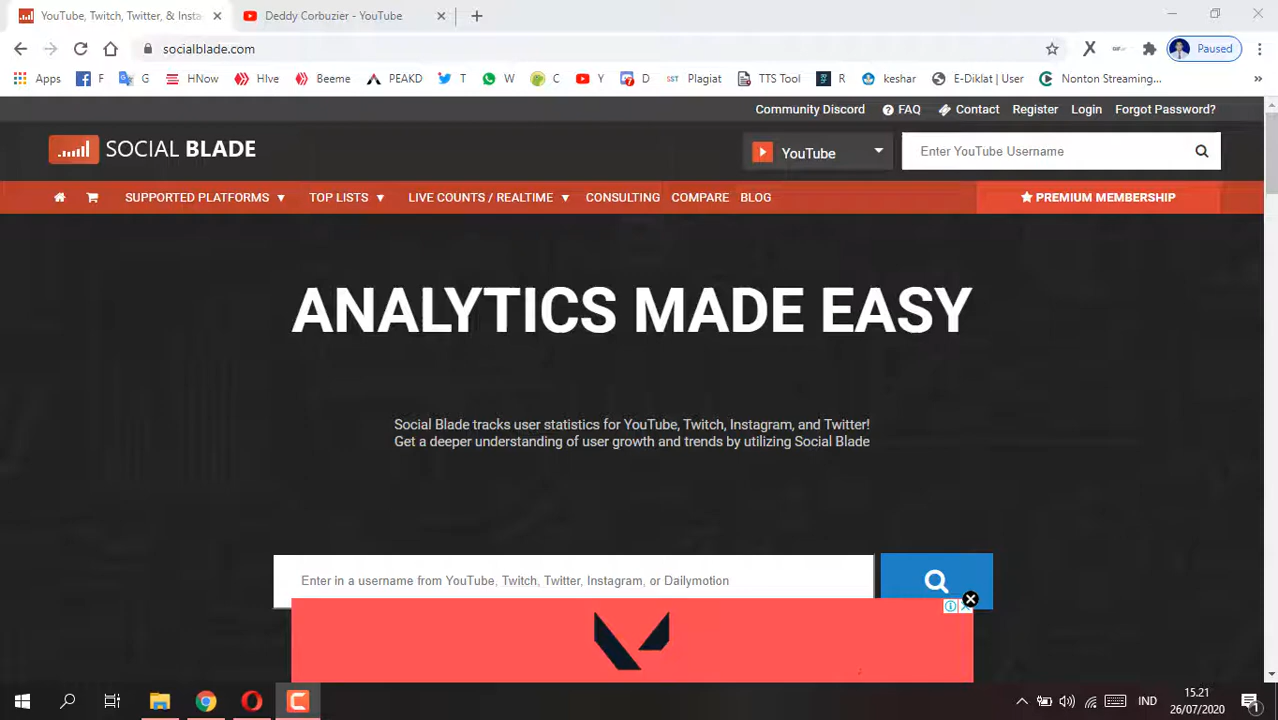 YouTube, Twitch, Twitter, & Insta
Deddy Corbuzier - YouTube
socialblade.com
Paused
Apps
F
G
HNow
HIve
Beeme
PEAKD
T
W
C
Y
D
SST
Plagiat
TTS Tool
R
keshar
E-Diklat | User
Nonton Streaming...
Community Discord
FAQ
Contact
Register
Login
Forgot Password?
SOCIAL BLADE
YouTube
Enter YouTube Username
SUPPORTED PLATFORMS
TOP LISTS
LIVE COUNTS / REALTIME
CONSULTING
COMPARE
BLOG
PREMIUM MEMBERSHIP
ANALYTICS MADE EASY
Social Blade tracks user statistics for YouTube, Twitch, Instagram, and Twitter!
Get a deeper understanding of user growth and trends by utilizing Social Blade
Enter in a username from YouTube, Twitch, Twitter, Instagram, or Dailymotion
IND
15.21
26/07/2020
1